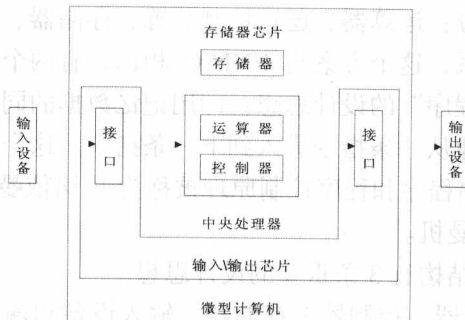 存储器芯片
存储器
输入设备
接口
运算器
控制器
接口
输出设备
中央处理器
输入\输出芯片
微型计算机